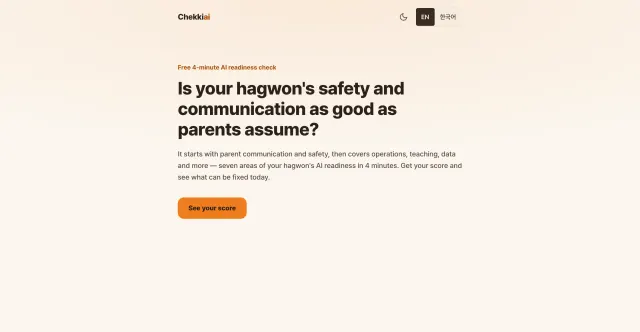 Chekkiai
EN
한국어
Free 4-minute AI readiness check
Is your hagwon's safety and
communication as good as
parents assume?
It starts with parent communication and safety, then covers operations, teaching, data
and more — seven areas of your hagwon's AI readiness in 4 minutes. Get your score and
see what can be fixed today.
See your score